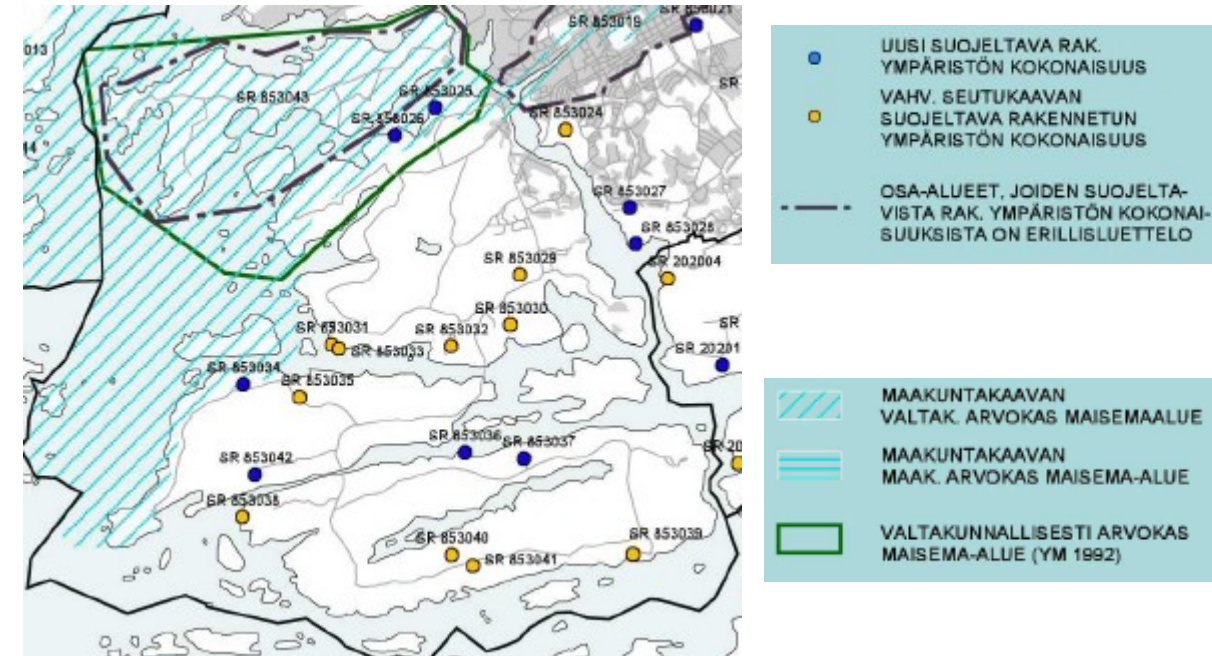 SR 853019
013
SR 853025
SR 853043
SR 853026
SR 853024
SR
SR 853027
SR 853028
SR 853029
SR 202004
SR 853030
SR
SR 853032
SR 853033
SR 20201
SR 853034
SR 853035
SR 853036
SR 853037
SR 853042
SR 853038
SR 853040
SR 853039
SR 853041
UUSI SUOJELTAVA RAK.
YMPÄRISTÖN KOKONAISUUS
VAHV. SEUTUKAAVAN
SUOJELTAVA RAKENNETUN
YMPÄRISTÖN KOKONAISUUS
OSA-ALUEET, JOIDEN SUOJELTA-
VISTA RAK. YMPÄRISTÖN KOKONAI-
SUUKSISTA ON ERILLISLUETTELO
MAAKUNTAKAAVAN
VALTAK. ARVOKAS MAISEMAALUE
MAAKUNTAKAAVAN
MAAK. ARVOKAS MAISEMA-ALUE
VALTAKUNNALLISESTI ARVOKAS
MAISEMA-ALUE (YM 1992)